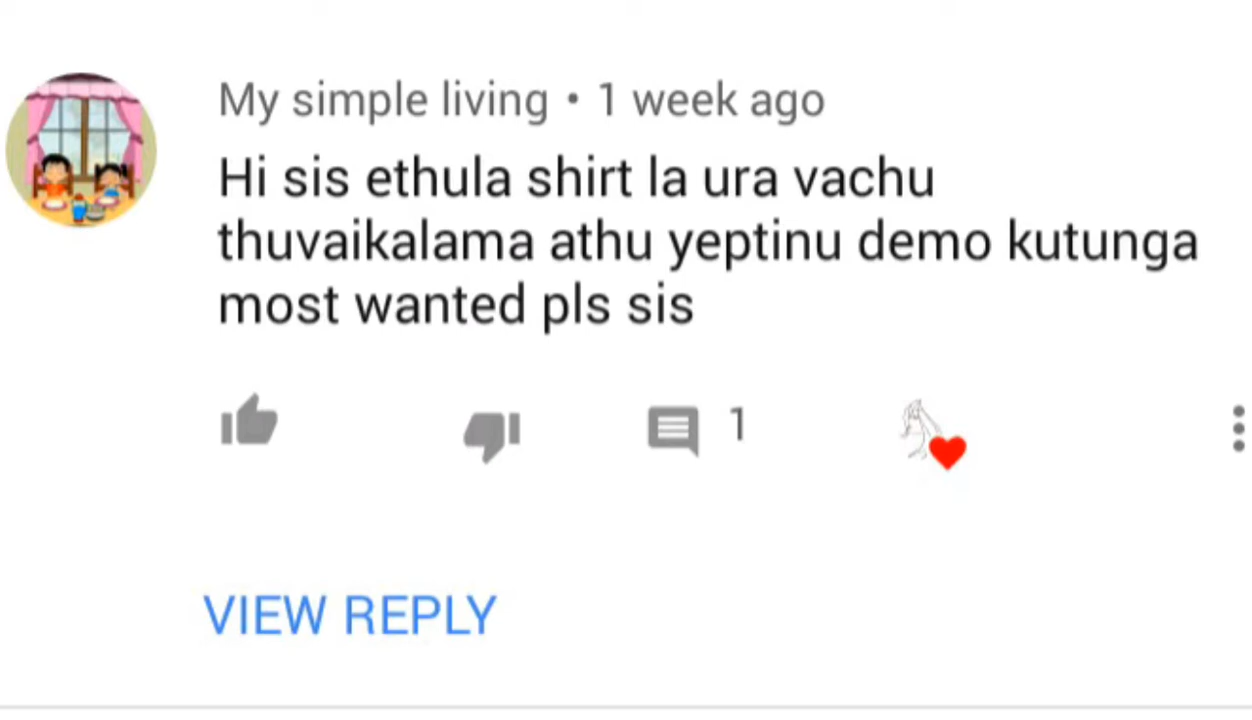 My simple living • 1 week ago
Hi sis ethula shirt la ura vachu
thuvaikalama athu yeptinu demo kutunga
most wanted pls sis
1
VIEW REPLY